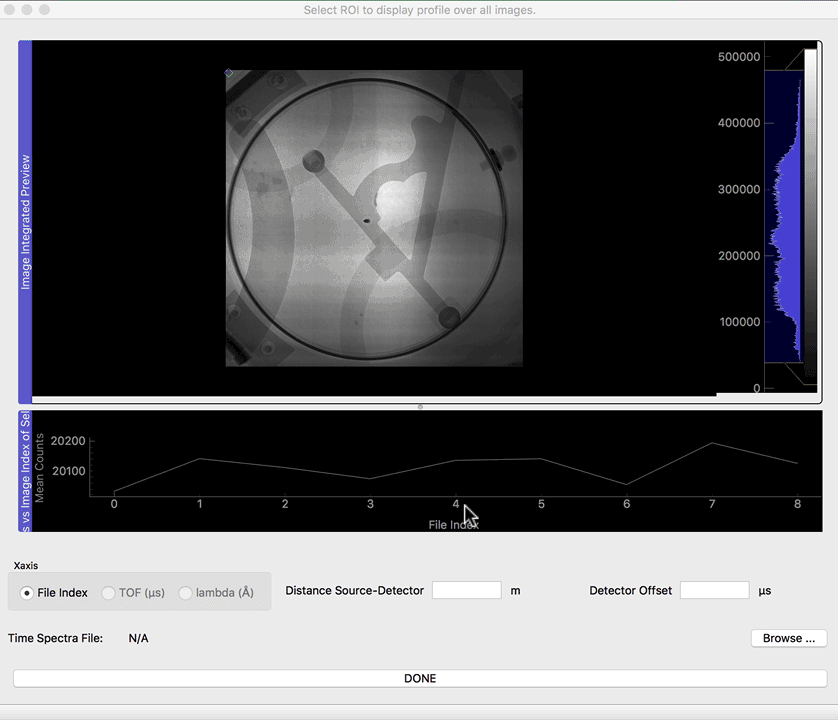 Select ROI to display profile over all images.
Image Integrated Preview
500000
400000
300000
200000
100000
0
s vs Image Index of Sel
Mean Counts
20200
20100
0 1 2 3 4 5 6 7 8
File Index
Xaxis
File Index TOF (µs) lambda (Å) Distance Source-Detector m Detector Offset µs
Time Spectra File: N/A Browse ...
DONE